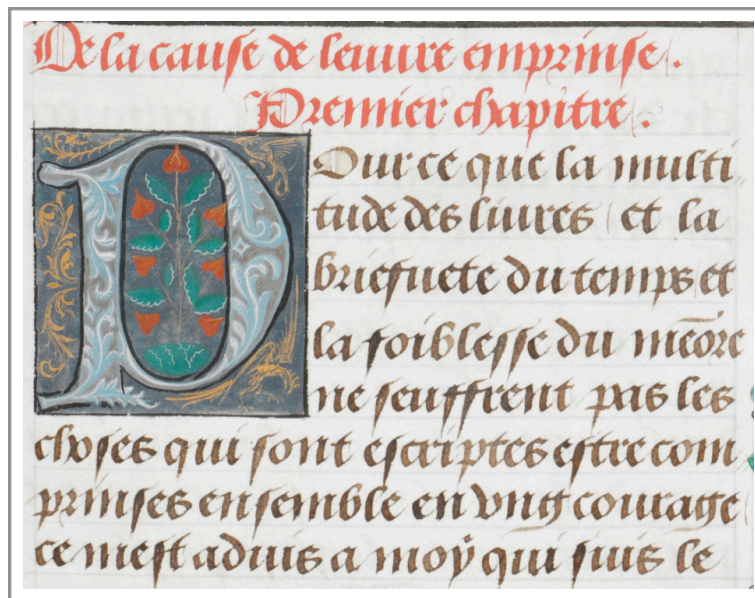 De la cause de leuure emprinse.
Premier chapitre.
Pour ce que la multi
tude des liures et la
briefuete du temps et
la foiblesse du meōre
ne seuffrent pas les
choses qui sont escriptes estre com
prinses ensemble en vng courage
ce mest aduis a moy qui suis le